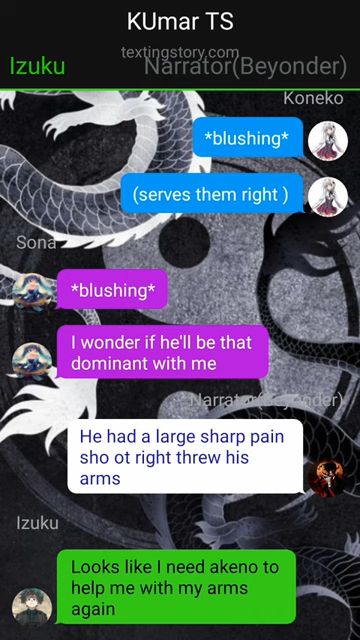 KUmar TS
textingstory.com
Izuku
Narrator(Beyonder)
Koneko
*blushing*
(serves them right )
Sona
*blushing*
I wonder if he'll be that
dominant with me
Narrator(Beyonder)
He had a large sharp pain
sho ot right threw his
arms
Izuku
Looks like I need akeno to
help me with my arms
again